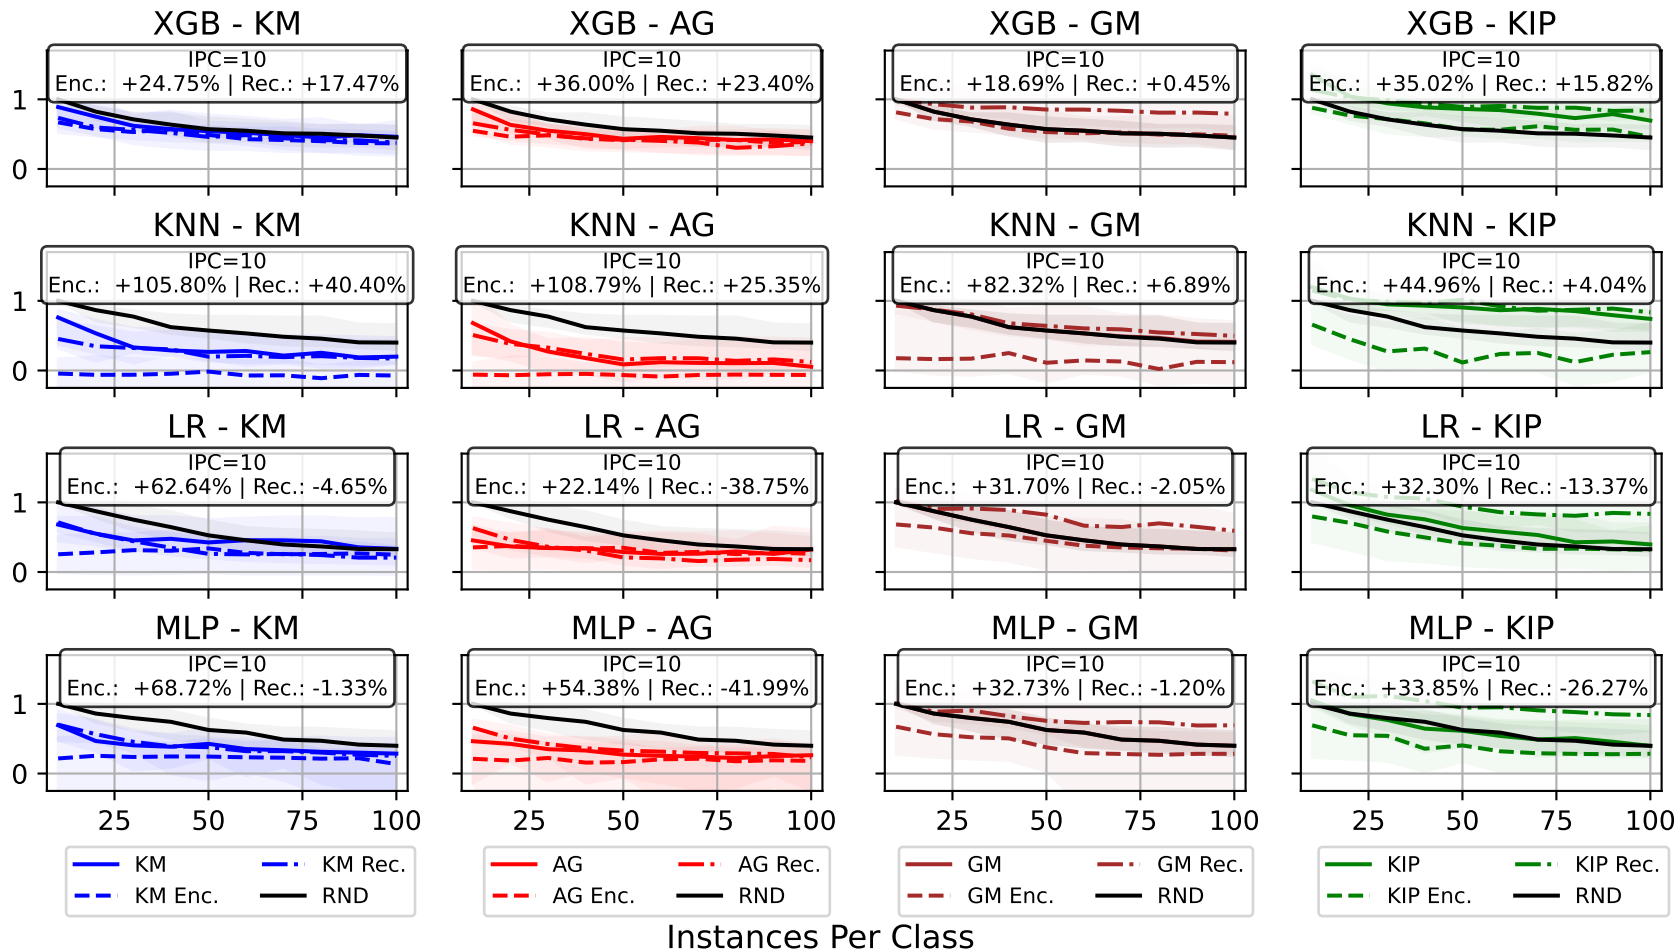 XGB - KM
XGB - AG
XGB - GM
XGB - KIP
IPC=10
Enc.: +24.75% | Rec.: +17.47%
IPC=10
Enc.: +36.00% | Rec.: +23.40%
IPC=10
Enc.: +18.69% | Rec.: +0.45%
IPC=10
Enc.: +35.02% | Rec.: +15.82%
1
0
KNN - KM
KNN - AG
KNN - GM
KNN - KIP
IPC=10
Enc.: +105.80% | Rec.: +40.40%
IPC=10
Enc.: +108.79% | Rec.: +25.35%
IPC=10
Enc.: +82.32% | Rec.: +6.89%
IPC=10
Enc.: +44.96% | Rec.: +4.04%
1
0
LR - KM
LR - AG
LR - GM
LR - KIP
IPC=10
Enc.: +62.64% | Rec.: -4.65%
IPC=10
Enc.: +22.14% | Rec.: -38.75%
IPC=10
Enc.: +31.70% | Rec.: -2.05%
IPC=10
Enc.: +32.30% | Rec.: -13.37%
1
0
MLP - KM
MLP - AG
MLP - GM
MLP - KIP
IPC=10
Enc.: +68.72% | Rec.: -1.33%
IPC=10
Enc.: +54.38% | Rec.: -41.99%
IPC=10
Enc.: +32.73% | Rec.: -1.20%
IPC=10
Enc.: +33.85% | Rec.: -26.27%
1
0
25 50 75 100
25 50 75 100
25 50 75 100
25 50 75 100
KM KM Rec.
KM Enc. RND
AG AG Rec.
AG Enc. RND
GM GM Rec.
GM Enc. RND
KIP KIP Rec.
KIP Enc. RND
Instances Per Class